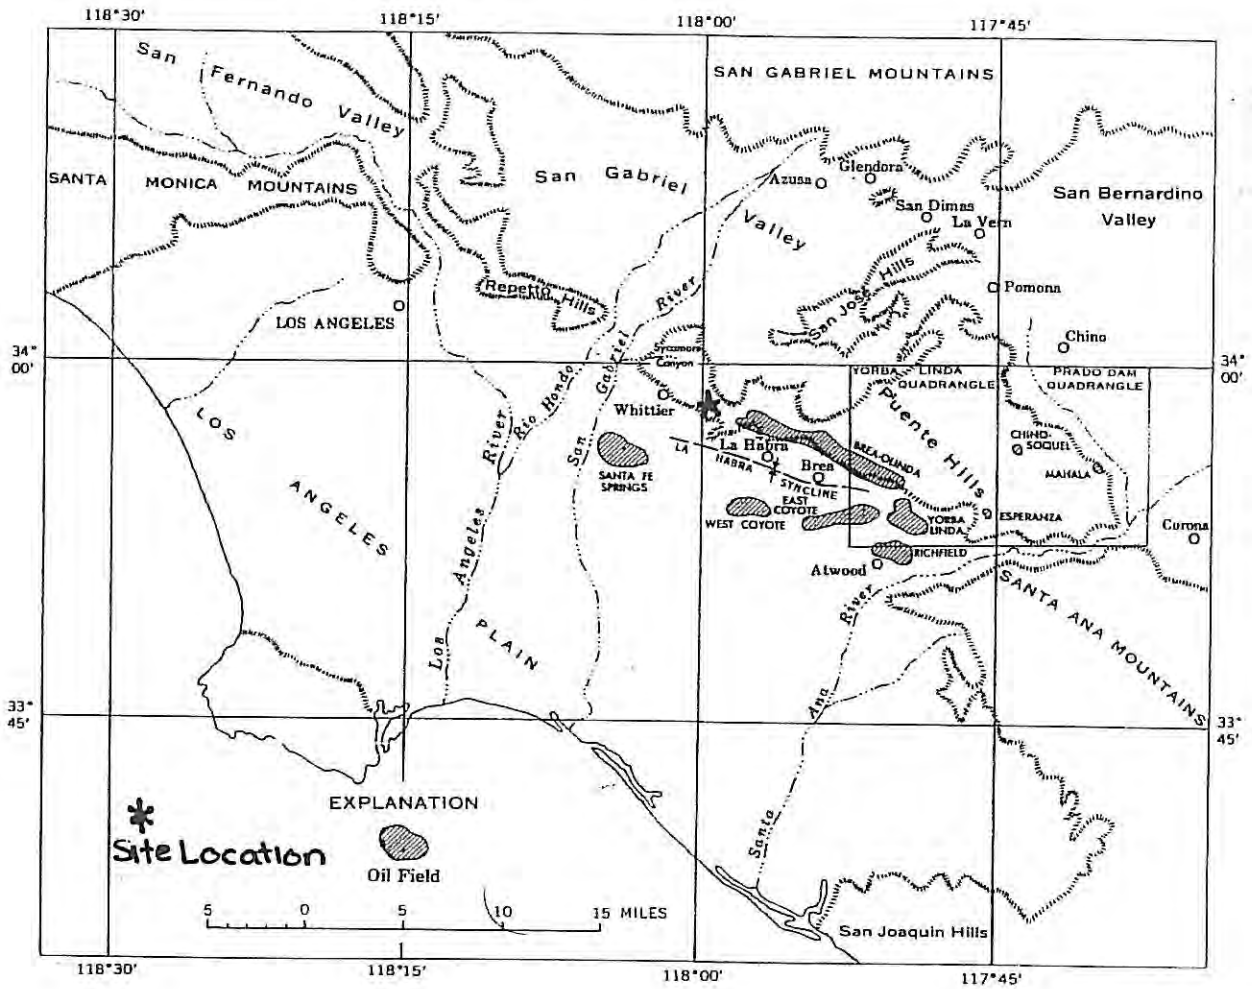 118°30'
118°15'
118°00'
117°45'
San Fernando Valley
SAN GABRIEL MOUNTAINS
SANTA MONICA MOUNTAINS
San Gabriel Valley
Azusa
Glendora
San Dimas
La Vern
San Bernardino
Valley
Repetto Hills
River
San Jose Hills
Pomona
LOS ANGELES
Chino
34°
00'
34°
00'
Sycamore
Canyon
YORBA LINDA
QUADRANGLE
PRADO DAM
QUADRANGLE
Whittier
Rio Hondo
San Gabriel
Puente Hills
LOS ANGELES PLAIN
Los Angeles River
La Habra
BREA-OLINDA
CHINO-
SOQUEL
MAHALA
LA HABRA SYNCLINE
Brea
SANTA FE
SPRINGS
WEST COYOTE
EAST
COYOTE
YORBA
LINDA
ESPERANZA
Corona
RICHFIELD
Atwood
SANTA ANA MOUNTAINS
Santa Ana River
33°
45'
33°
45'
EXPLANATION
Site Location
Oil Field
5 0 5 10 15 MILES
San Joaquin Hills
118°30'
118°15'
118°00'
117°45'